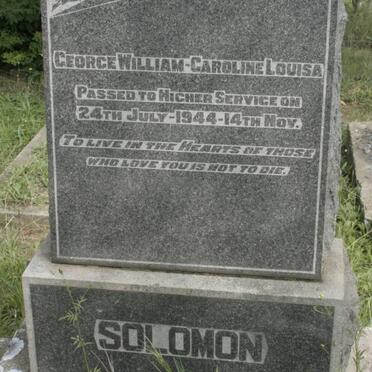 GEORGE WILLIAM-CAROLINE LOUISA
PASSED TO HIGHER SERVICE ON
24TH JULY-1944-14TH NOV.
TO LIVE IN THE HEARTS OF THOSE
WHO LOVE YOU IS NOT TO DIE.
SOLOMON